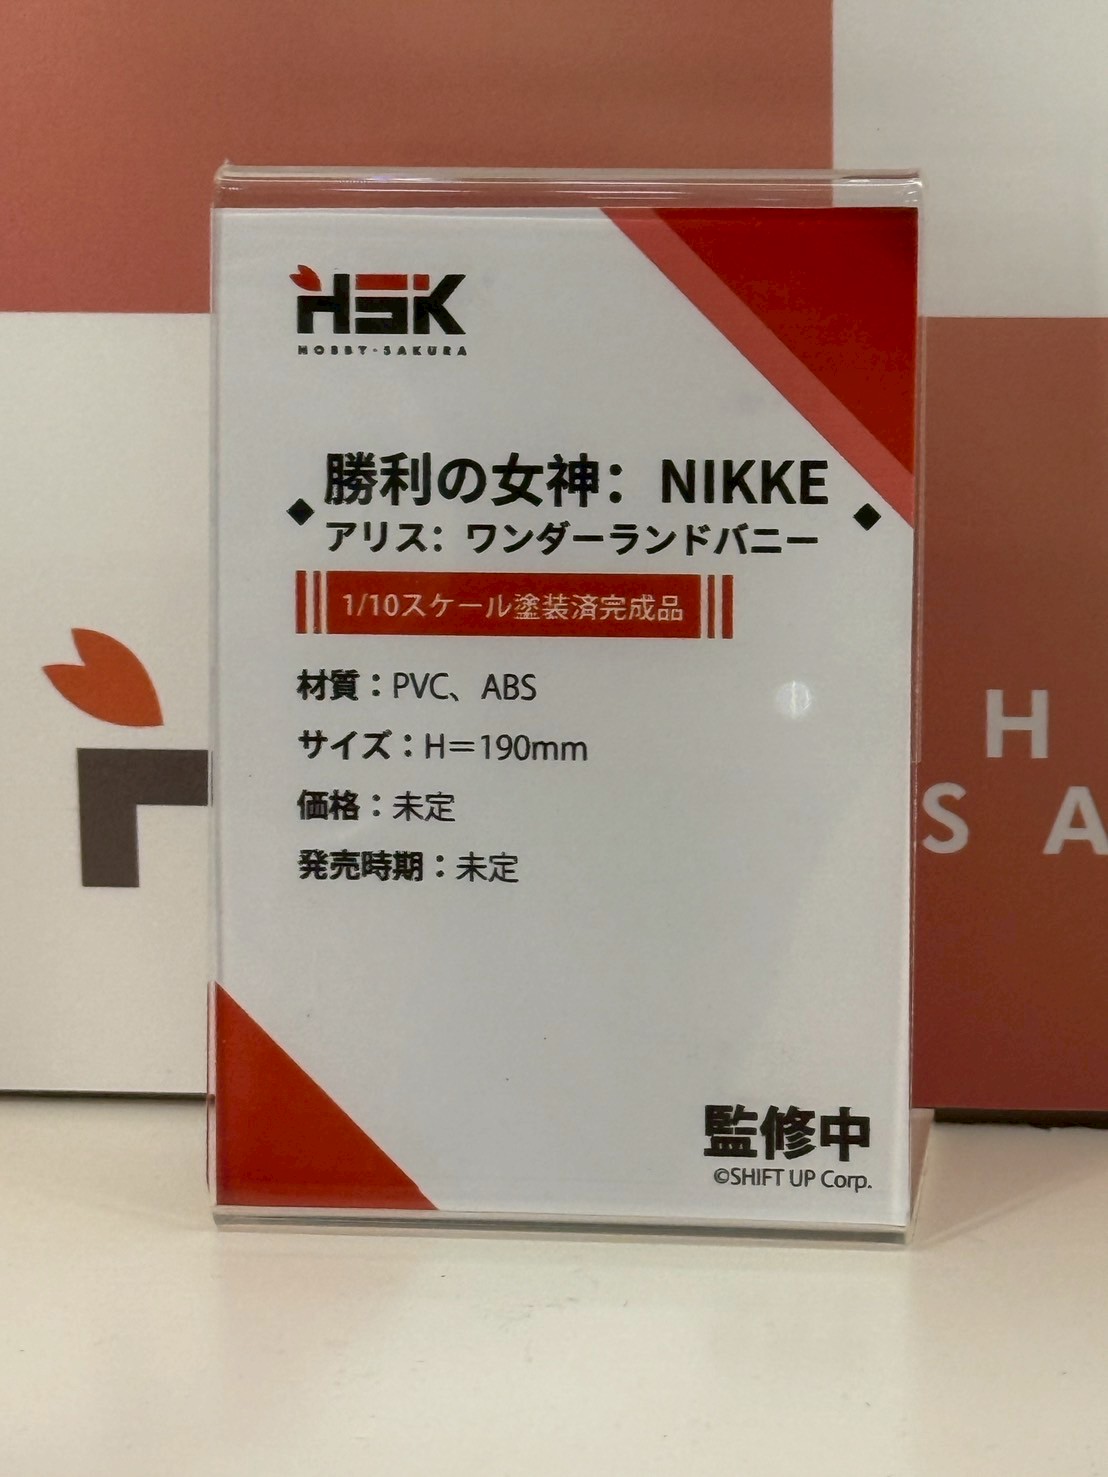 HSK
HOBBY·SAKURA
勝利の女神：NIKKE
アリス：ワンダーランドバニー
1/10スケール塗装済完成品
材質：PVC、ABS
サイズ：H＝190mm
価格：未定
発売時期：未定
監修中
©SHIFT UP Corp.
H
SA